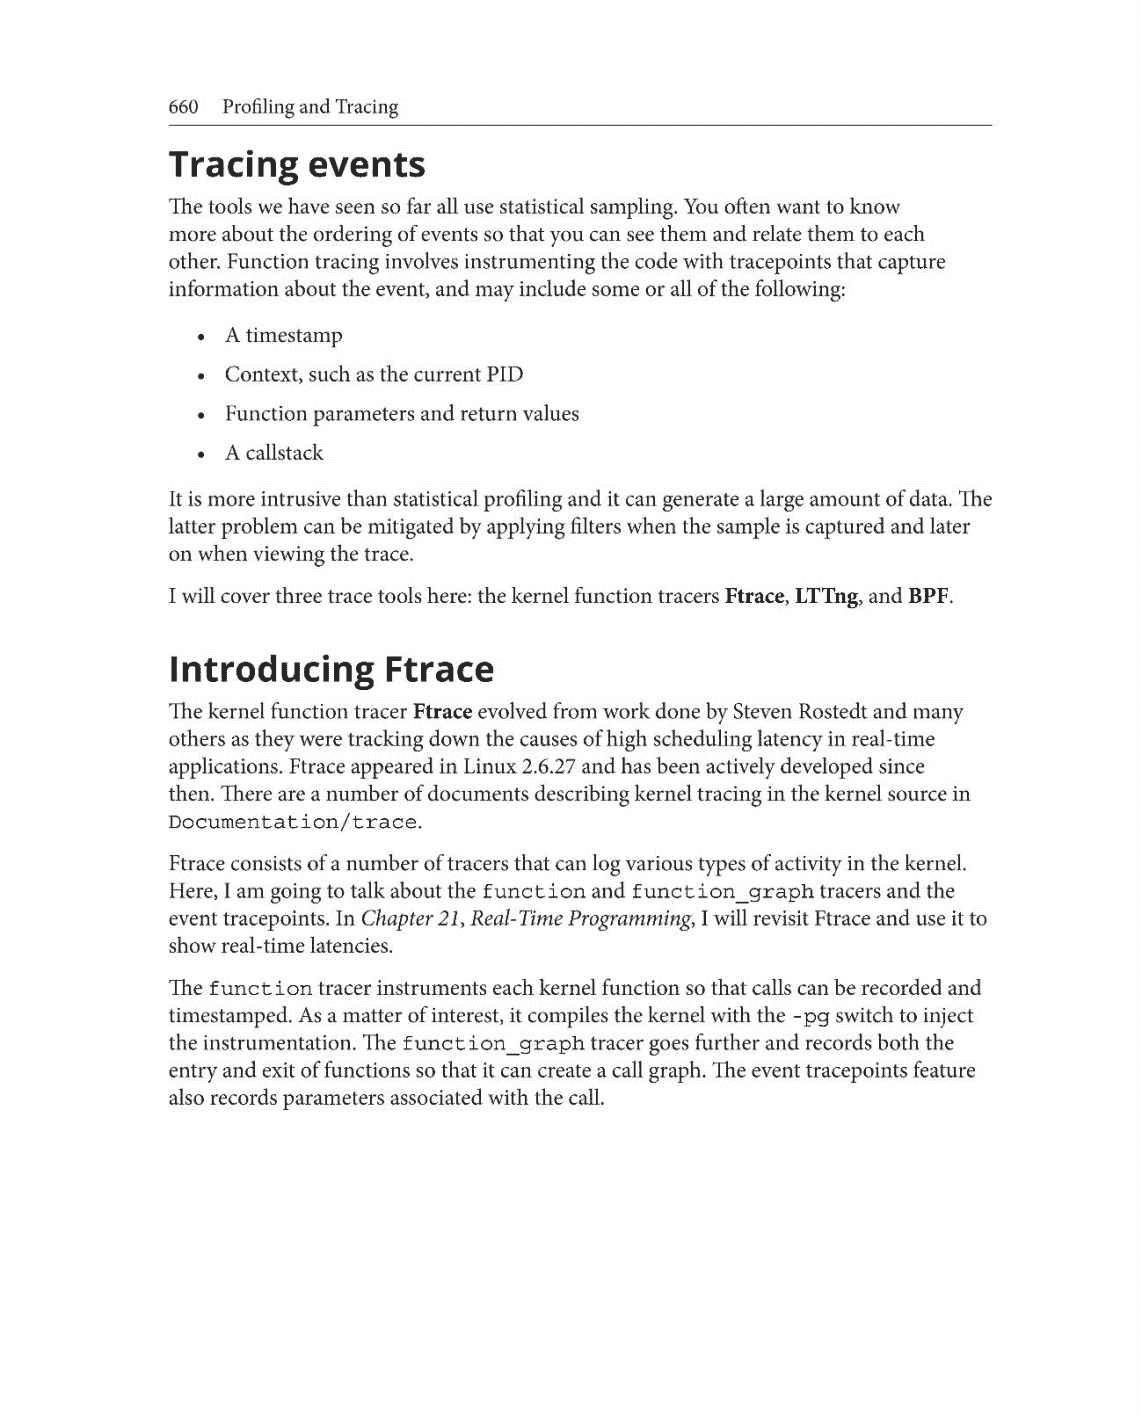 660 Profiling and Tracing
Tracing events
The tools we have seen so far all use statistical sampling. You often want to know
more about the ordering of events so that you can see them and relate them to each
other. Function tracing involves instrumenting the code with tracepoints that capture
information about the event, and may include some or all of the following:
• A timestamp
• Context, such as the current PID
• Function parameters and return values
• A callstack
It is more intrusive than statistical profiling and it can generate a large amount of data. The
latter problem can be mitigated by applying filters when the sample is captured and later
on when viewing the trace.
I will cover three trace tools here: the kernel function tracers Ftrace, LTTng, and BPF.
Introducing Ftrace
The kernel function tracer Ftrace evolved from work done by Steven Rostedt and many
others as they were tracking down the causes of high scheduling latency in real-time
applications. Ftrace appeared in Linux 2.6.27 and has been actively developed since
then. There are a number of documents describing kernel tracing in the kernel source in
Documentation/trace.
Ftrace consists of a number of tracers that can log various types of activity in the kernel.
Here, I am going to talk about the function and function_graph tracers and the
event tracepoints. In Chapter 21, Real-Time Programming, I will revisit Ftrace and use it to
show real-time latencies.
The function tracer instruments each kernel function so that calls can be recorded and
timestamped. As a matter of interest, it compiles the kernel with the -pg switch to inject
the instrumentation. The function_graph tracer goes further and records both the
entry and exit of functions so that it can create a call graph. The event tracepoints feature
also records parameters associated with the call.